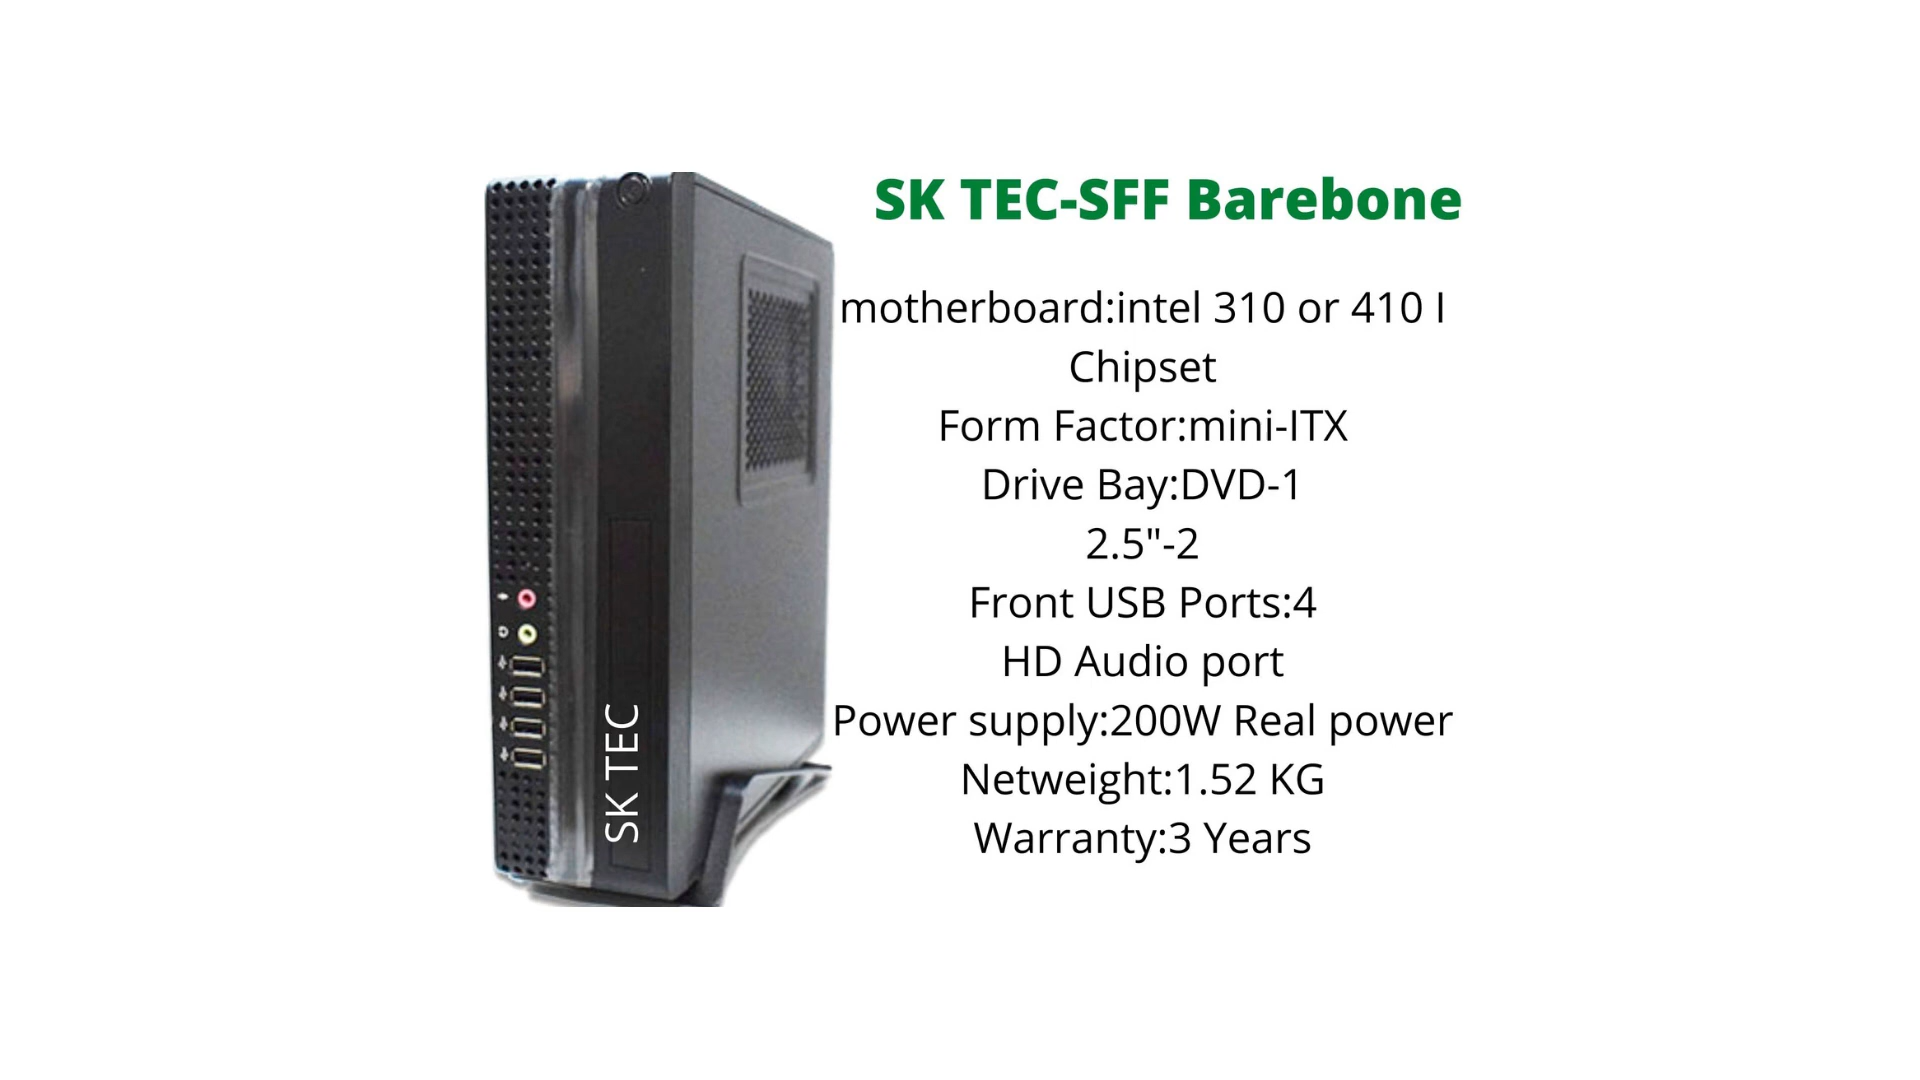 SK TEC-SFF Barebone
motherboard:intel 310 or 410 I
Chipset
Form Factor:mini-ITX
Drive Bay:DVD-1
2.5"-2
Front USB Ports:4
HD Audio port
Power supply:200W Real power
Netweight:1.52 KG
Warranty:3 Years
SK TEC